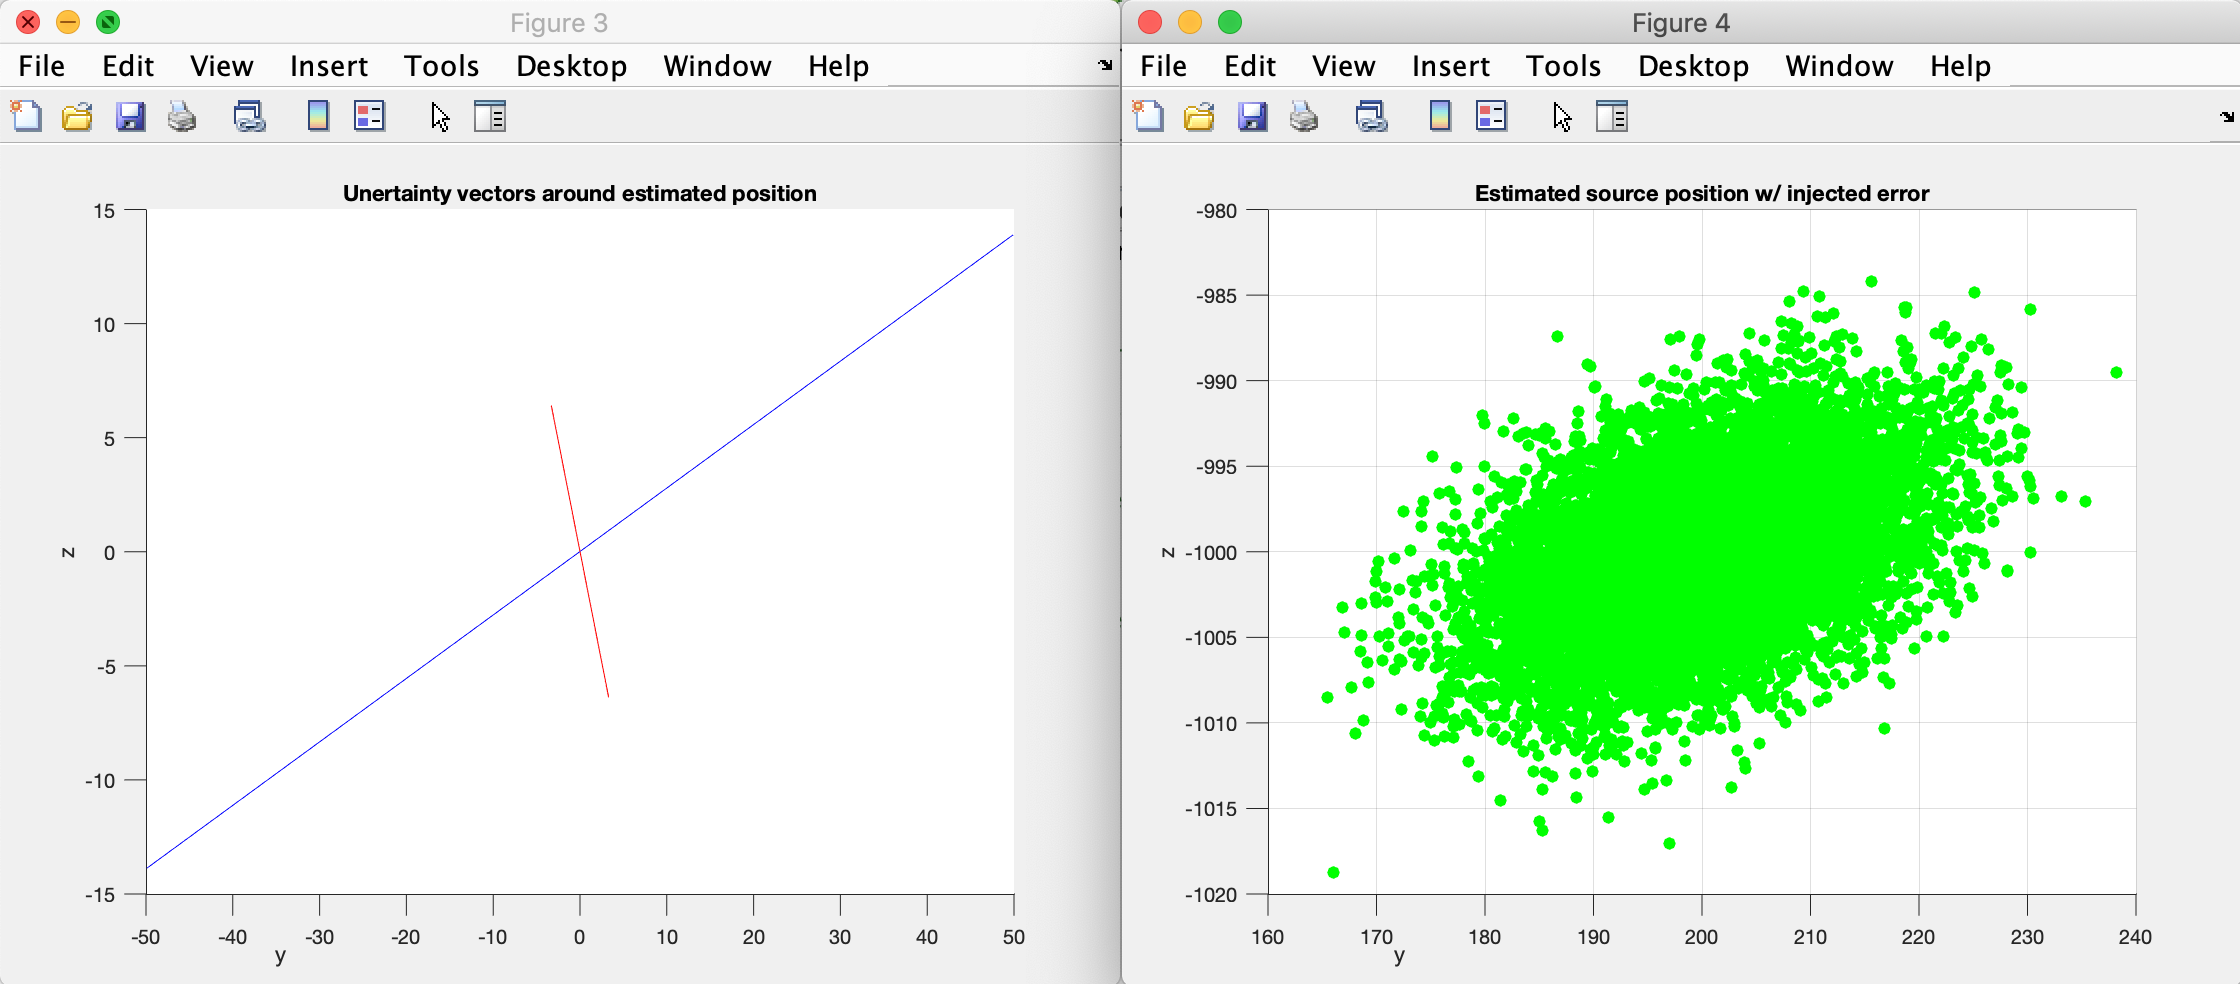 Figure 3
File Edit View Insert Tools Desktop Window Help
Unertainty vectors around estimated position
15
10
5
0
-5
-10
-15
z
-50 -40 -30 -20 -10 0 10 20 30 40 50
y
Figure 4
File Edit View Insert Tools Desktop Window Help
Estimated source position w/ injected error
-980
-985
-990
-995
-1000
-1005
-1010
-1015
-1020
z
160 170 180 190 200 210 220 230 240
y